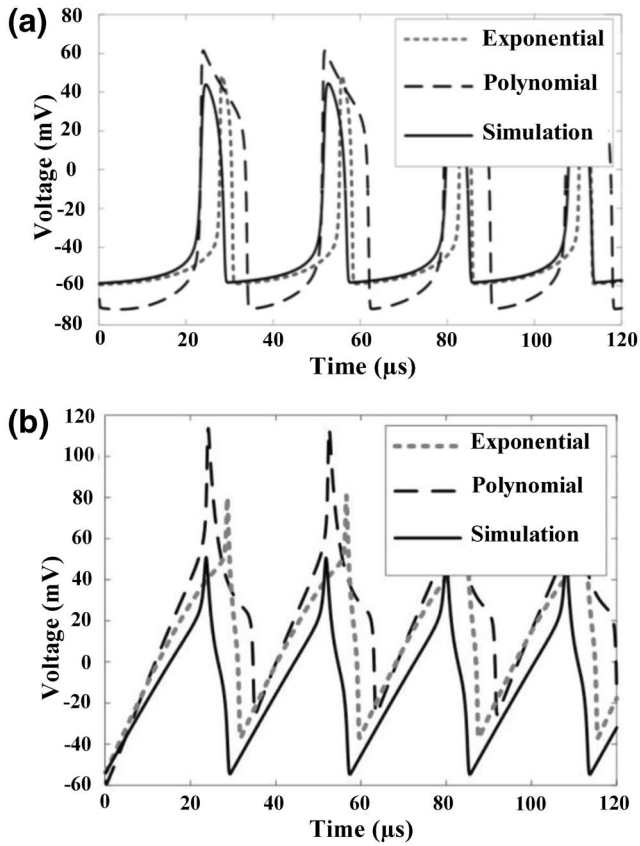 (a)
80
60
40
20
0
-20
-40
-60
-80
Voltage (mV)
Exponential
Polynomial
Simulation
0 20 40 60 80 100 120
Time (µs)
(b)
120
100
80
60
40
20
0
-20
-40
-60
Voltage (mV)
Exponential
Polynomial
Simulation
0 20 40 60 80 100 120
Time (µs)